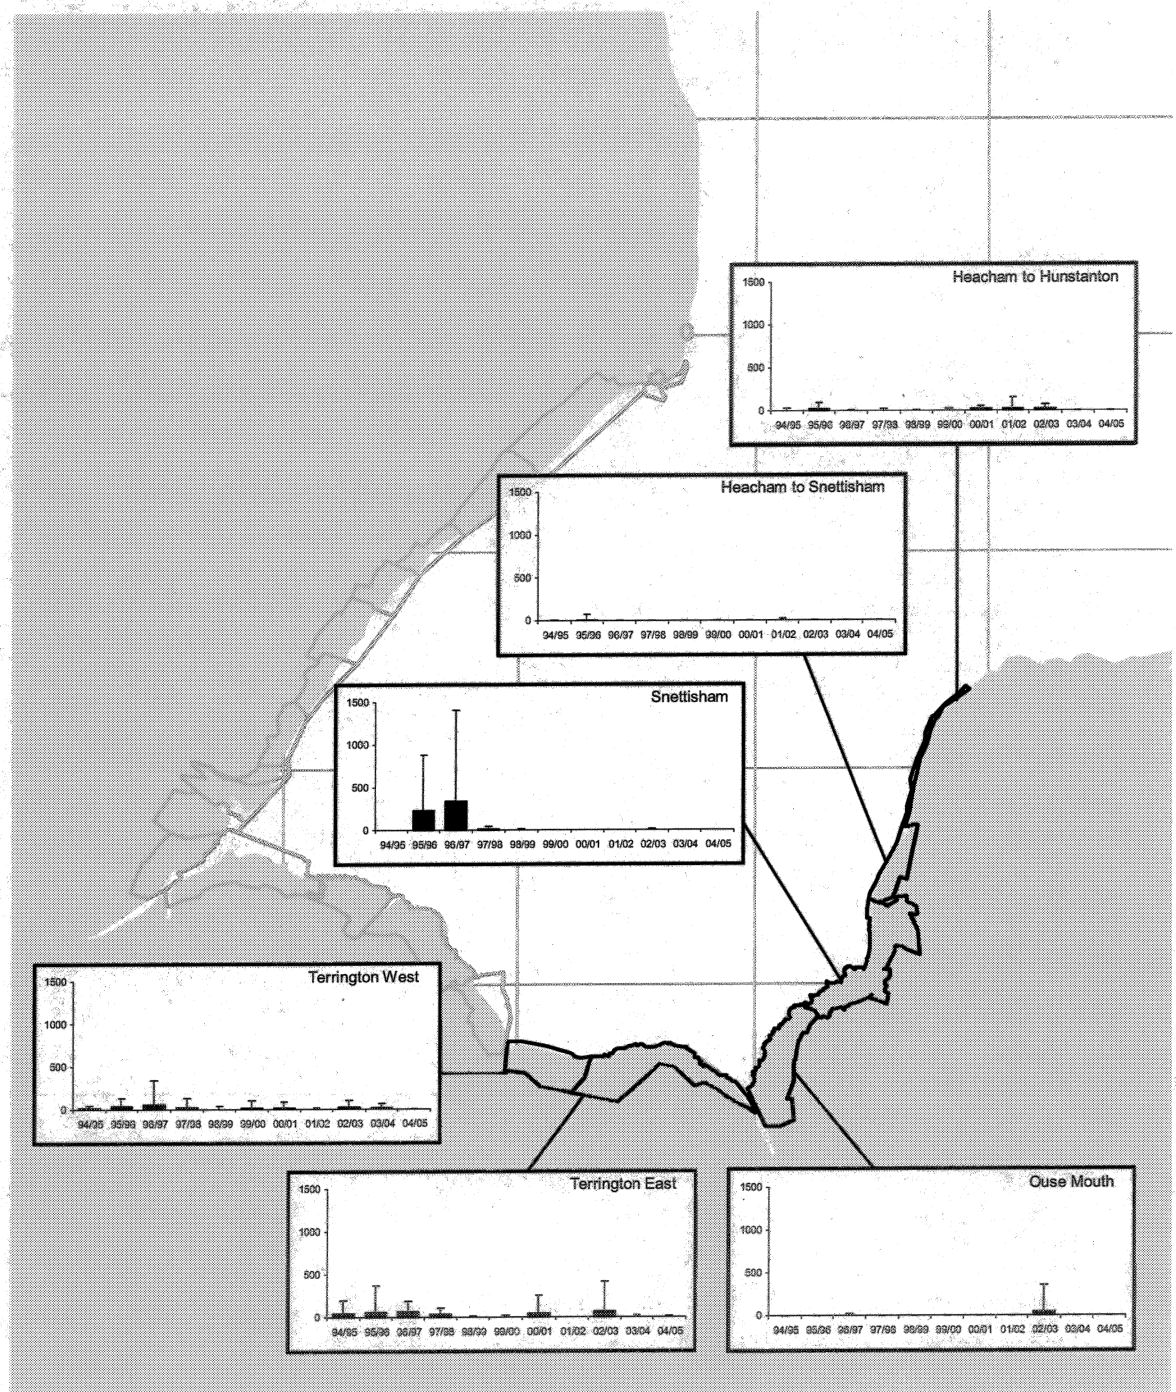 Heacham to Hunstanton
1500
1000
500
0
94/95 95/96 96/97 97/98 98/99 99/00 00/01 01/02 02/03 03/04 04/05
Heacham to Snettisham
1500
1000
500
0
94/95 95/96 96/97 97/98 98/99 99/00 00/01 01/02 02/03 03/04 04/05
Snettisham
1500
1000
500
0
94/95 95/96 96/97 97/98 98/99 99/00 00/01 01/02 02/03 03/04 04/05
Terrington West
1500
1000
500
0
94/95 95/96 96/97 97/98 98/99 99/00 00/01 01/02 02/03 03/04 04/05
Terrington East
1500
1000
500
0
94/95 95/96 96/97 97/98 98/99 99/00 00/01 01/02 02/03 03/04 04/05
Ouse Mouth
1500
1000
500
0
94/95 95/96 96/97 97/98 98/99 99/00 00/01 01/02 02/03 03/04 04/05